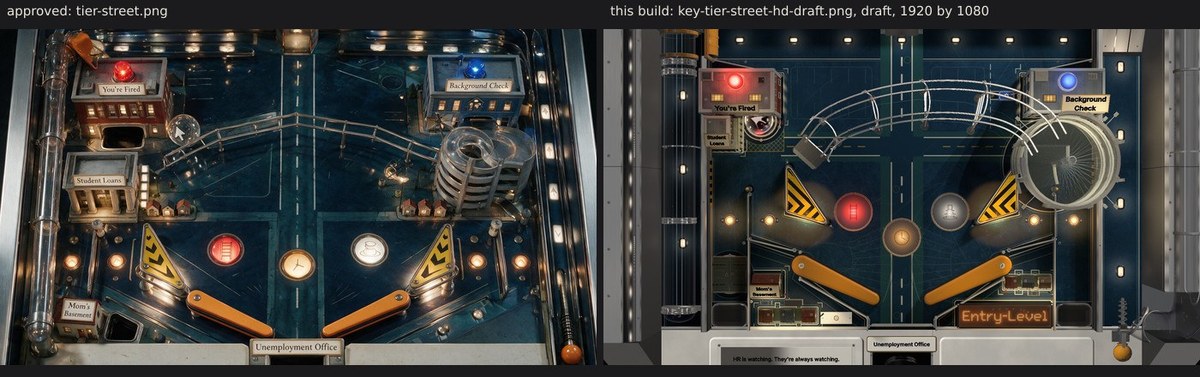 approved: tier-street.png
this build: key-tier-street-hd-draft.png, draft, 1920 by 1080
You're Fired
Background Check
Student Loans
Mom's
Basement
Unemployment Office
You're Fired
Background
Check
Student
Loans
Mom's
Basement
Entry-Level
Unemployment Office
HR is watching. They're always watching.